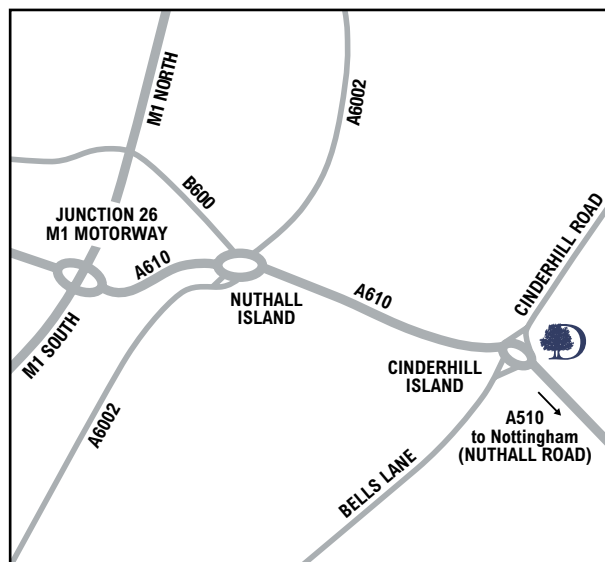 M1 NORTH
A6002
B600
JUNCTION 26
M1 MOTORWAY
A610
CINDERHILL ROAD
NUTHALL
ISLAND
A610
M1 SOUTH
CINDERHILL
ISLAND
D
A6002
A510
to Nottingham
(NUTHALL ROAD)
BELLS LANE